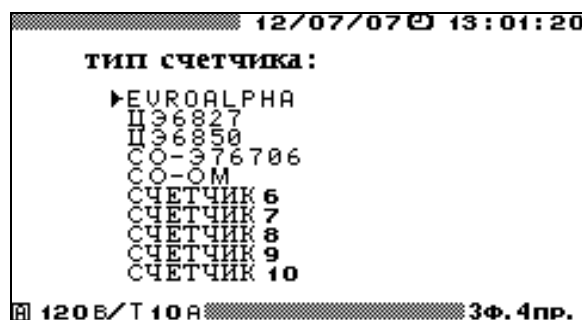 12/07/07 13:01:20
тип счетчика:
EVROALPHA
ЦЭ6827
ЦЭ6850
СО-Э76706
СО-ОМ
СЧЕТЧИК 6
СЧЕТЧИК 7
СЧЕТЧИК 8
СЧЕТЧИК 9
СЧЕТЧИК 10
А 120В/Т10А 3Ф.4пр.